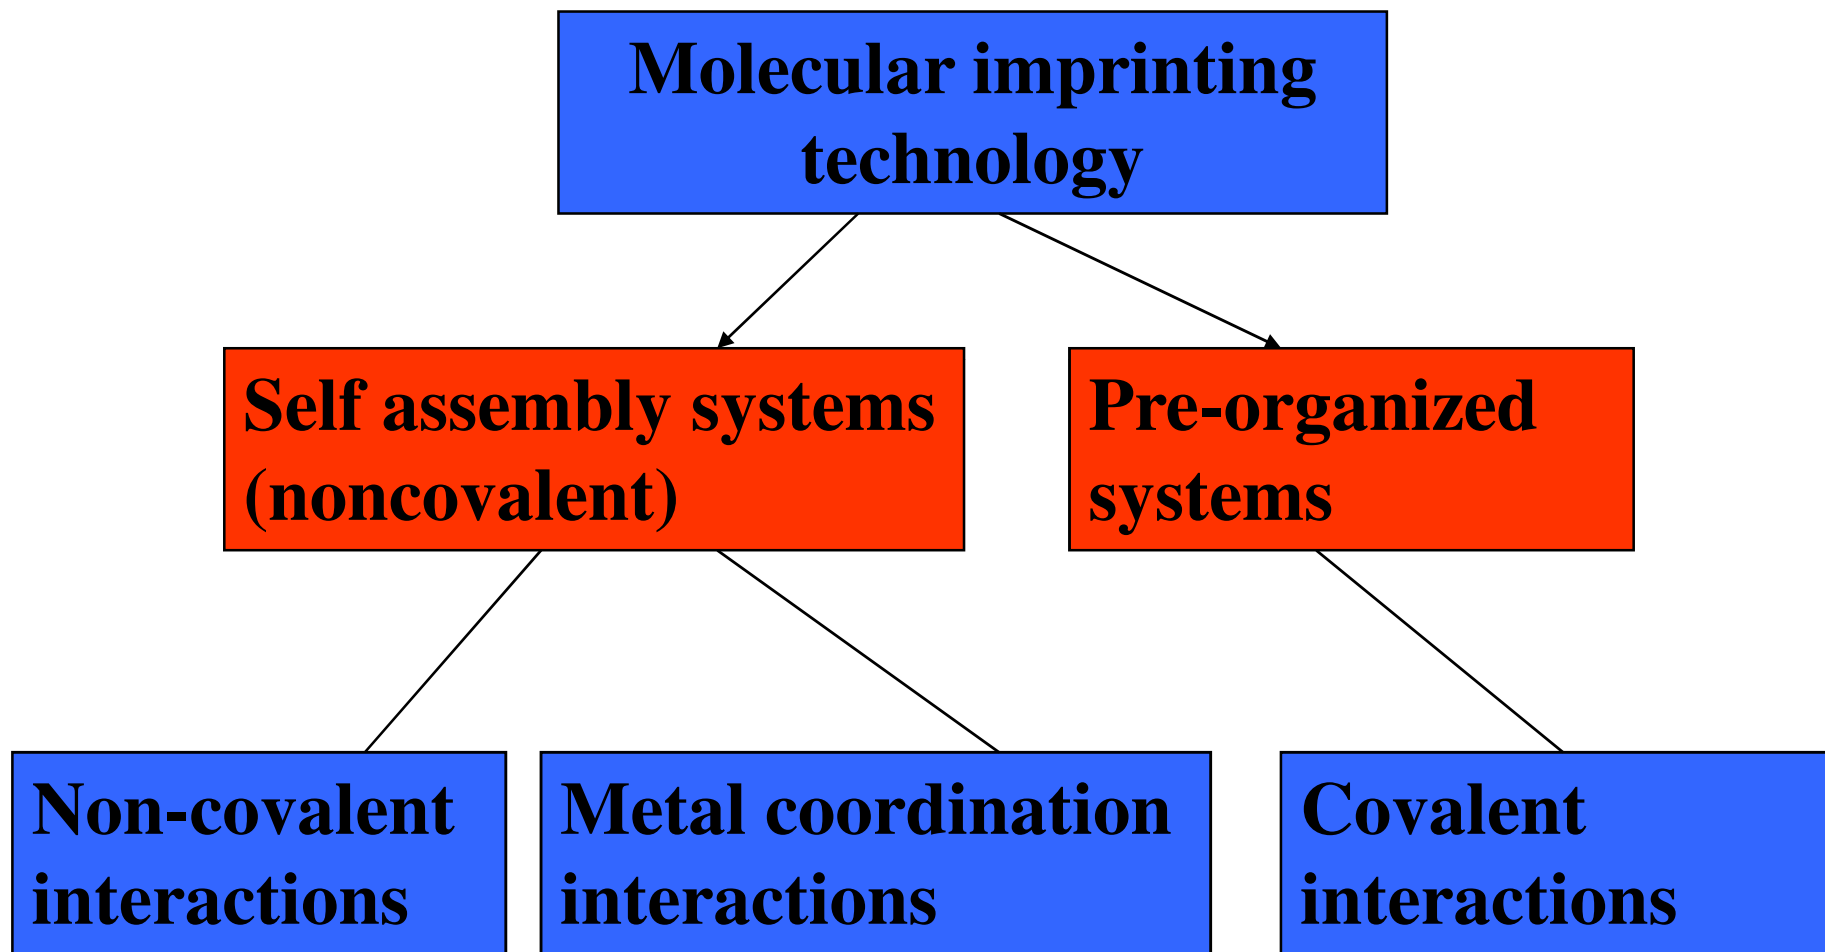 Molecular imprinting
technology
Self assembly systems
(noncovalent)
Pre-organized
systems
Non-covalent
interactions
Metal coordination
interactions
Covalent
interactions